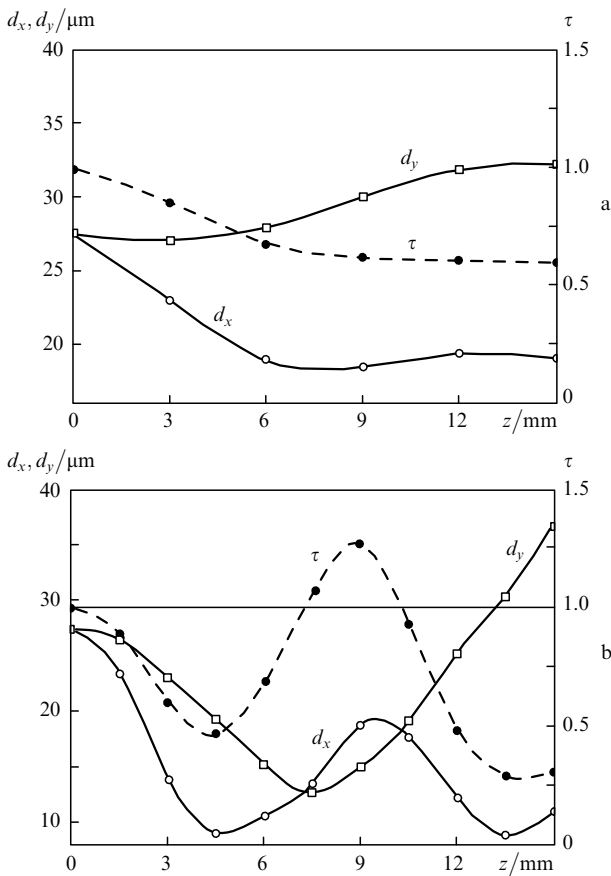 d_x, d_y/μm τ
40 1.5
d_y
30 1.0
a
τ
25 0.5
d_x
20
0
0 3 6 9 12 z/mm
d_x, d_y/μm τ
40 1.5
τ d_y
30 1.0
b
20 d_x 0.5
10 0
0 3 6 9 12 z/mm